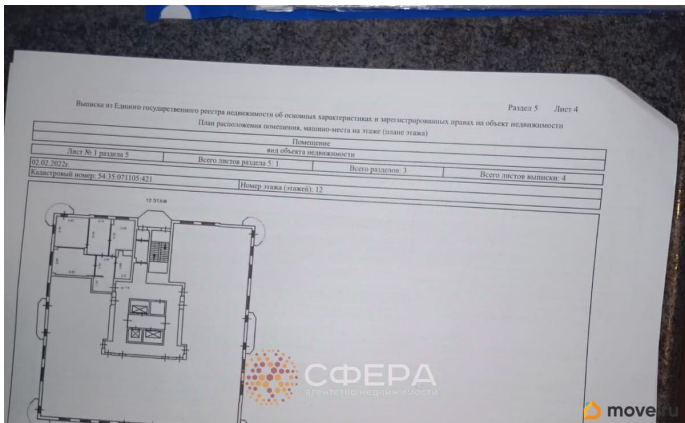 Раздел 5 Лист 4
Выписка из Единого государственного реестра недвижимости об основных характеристиках и зарегистрированных правах на объект недвижимости
План расположения помещения, машино-места на этаже (плане этажа)
Помещение
вид объекта недвижимости
Лист № 1 раздела 5 Всего листов раздела 5: 1 Всего разделов: 3 Всего листов выписки: 4
02.02.2022г.
Кадастровый номер: 54:35:071105:421 Номер этажа (этажей): 12
12 этаж
СФЕРА
агентство недвижимости
move.ru